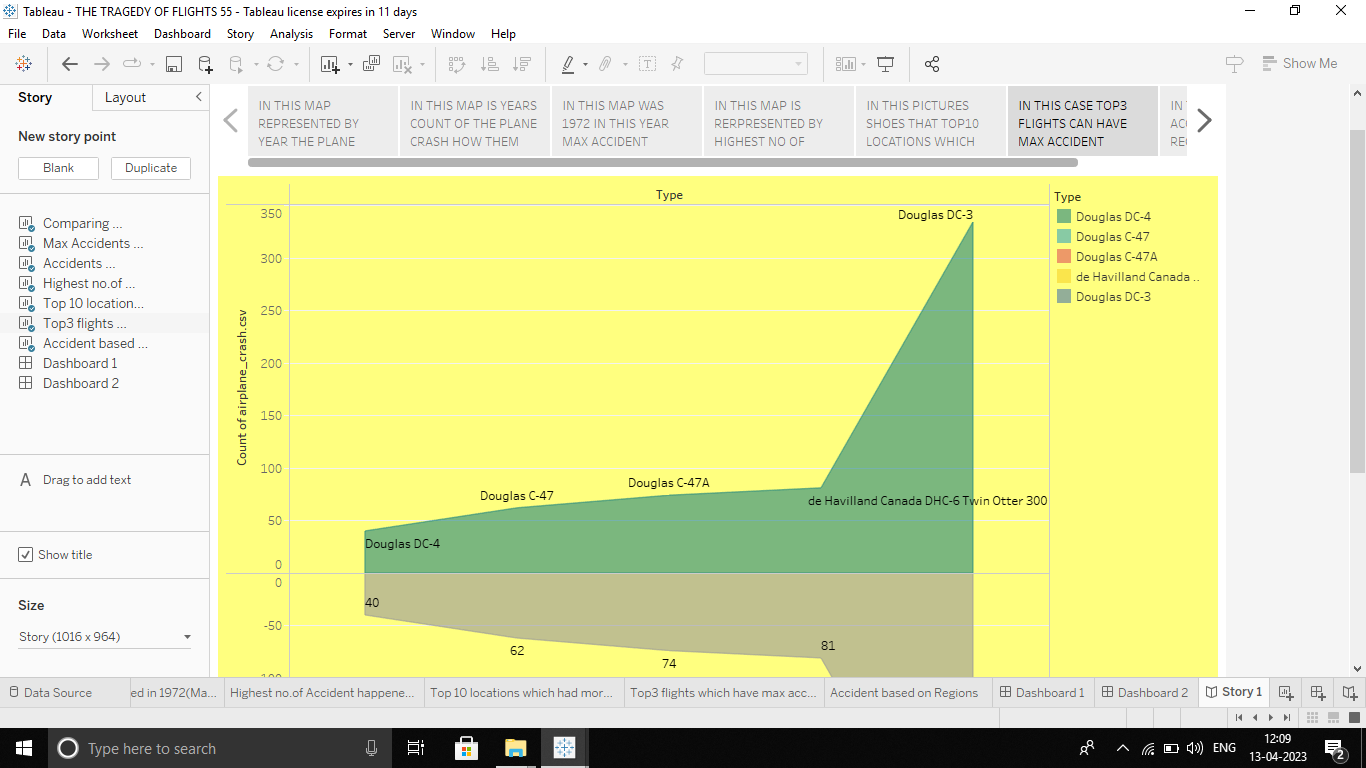 Tableau - THE TRAGEDY OF FLIGHTS 55 - Tableau license expires in 11 days
File Data Worksheet Dashboard Story Analysis Format Server Window Help
Show Me
Story Layout
New story point
Blank Duplicate
Comparing ...
Max Accidents ...
Accidents ...
Highest no.of ...
Top 10 location...
Top3 flights ...
Accident based ...
Dashboard 1
Dashboard 2
A Drag to add text
Show title
Size
Story (1016 x 964)
IN THIS MAP
REPRESENTED BY
YEAR THE PLANE
IN THIS MAP IS YEARS
COUNT OF THE PLANE
CRASH HOW THEM
IN THIS MAP WAS
1972 IN THIS YEAR
MAX ACCIDENT
IN THIS MAP IS
RERPRESENTED BY
HIGHEST NO OF
IN THIS PICTURES
SHOES THAT TOP10
LOCATIONS WHICH
IN THIS CASE TOP3
FLIGHTS CAN HAVE
MAX ACCIDENT
Type
Count of airplane_crash.csv
350
300
250
200
150
100
50
0
0
-50
Douglas DC-3
Douglas C-47
Douglas C-47A
de Havilland Canada DHC-6 Twin Otter 300
Douglas DC-4
40
62
74
81
Type
Douglas DC-4
Douglas C-47
Douglas C-47A
de Havilland Canada ..
Douglas DC-3
Data Source ed in 1972(Ma... Highest no.of Accident happene... Top 10 locations which had mor... Top3 flights which have max acc... Accident based on Regions Dashboard 1 Dashboard 2 Story 1
Type here to search
ENG
12:09
13-04-2023
2